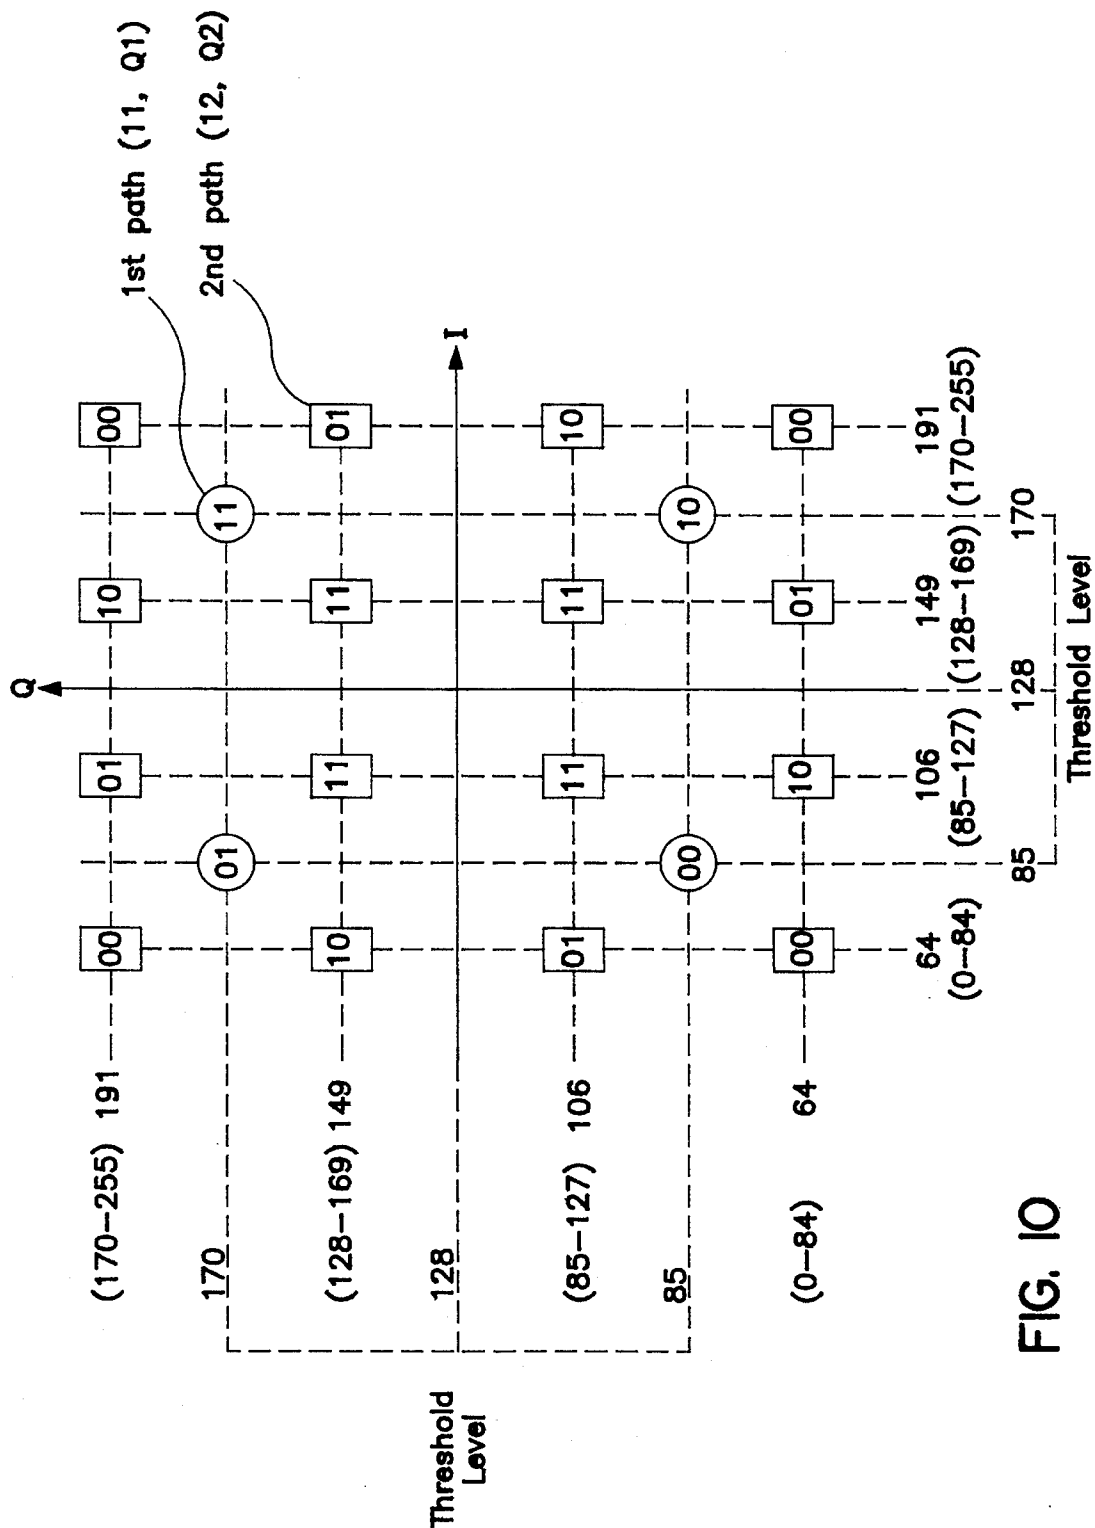 Q
(170-255) 191 00 01 10 00
1st path (11, Q1)
2nd path (12, Q2)
170 01 11
(128-169) 149 10 11 11 01
Threshold
Level
128 I
(85-127) 106 01 11 11 10
85 00 10
(0-84) 64 00 10 01 00
64 106 149 191
(0-84) (85-127) (128-169) (170-255)
85 128 170
Threshold Level
FIG. 10